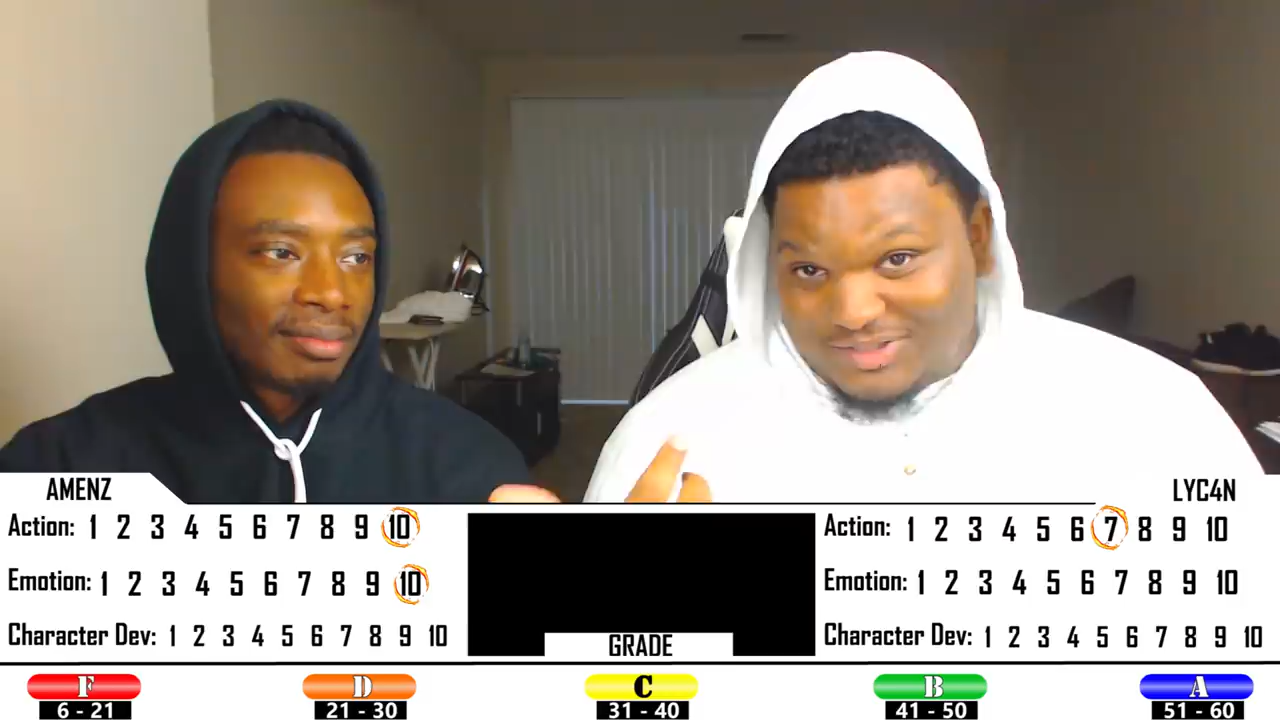 AMENZ
Action: 1 2 3 4 5 6 7 8 9 10
Emotion: 1 2 3 4 5 6 7 8 9 10
Character Dev: 1 2 3 4 5 6 7 8 9 10
GRADE
LYC4N
Action: 1 2 3 4 5 6 7 8 9 10
Emotion: 1 2 3 4 5 6 7 8 9 10
Character Dev: 1 2 3 4 5 6 7 8 9 10
F D C B A
6 - 21 21 - 30 31 - 40 41 - 50 51 - 60